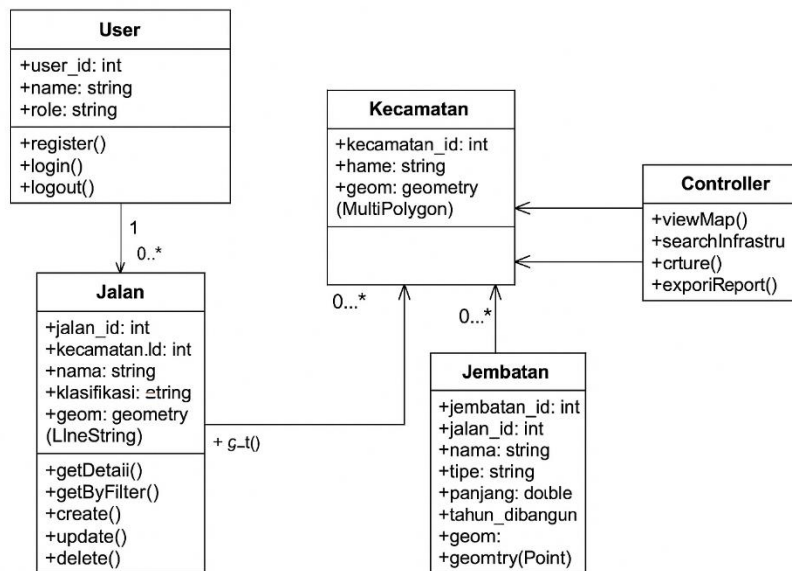 User
+user_id: int
+name: string
+role: string
+register()
+login()
+logout()
1
0..*
Jalan
+jalan_id: int
+kecamatan.ld: int
+nama: string
+klasifikasi: string
+geom: geometry
(LIneString)
+getDetaii()
+getByFilter()
+create()
+update()
+delete()
+ g_t()
Kecamatan
+kecamatan_id: int
+hame: string
+geom: geometry
(MultiPolygon)
0...*
0...*
Jembatan
+jembatan_id: int
+jalan_id: int
+nama: string
+tipe: string
+panjang: double
+tahun_dibangun
+geom:
+geomtry(Point)
Controller
+viewMap()
+searchInfrastru
+crture()
+exporiReport()